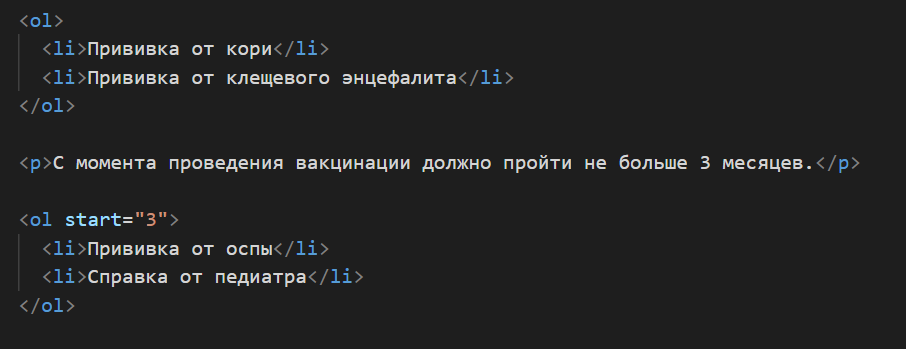 <ol>
<li>Прививка от кори</li>
<li>Прививка от клещевого энцефалита</li>
</ol>
<p>С момента проведения вакцинации должно пройти не больше 3 месяцев.</p>
<ol start="3">
<li>Прививка от оспы</li>
<li>Справка от педиатра</li>
</ol>